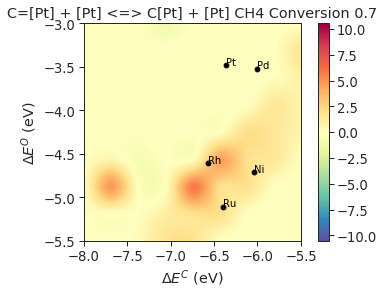 C=[Pt] + [Pt] <=> C[Pt] + [Pt] CH4 Conversion 0.7
−3.0
−3.5
−4.0
−4.5
−5.0
−5.5
ΔE^O (eV)
Pt
Pd
Rh
Ni
Ru
−8.0 −7.5 −7.0 −6.5 −6.0 −5.5
ΔE^C (eV)
10.0
7.5
5.0
2.5
0.0
−2.5
−5.0
−7.5
−10.0